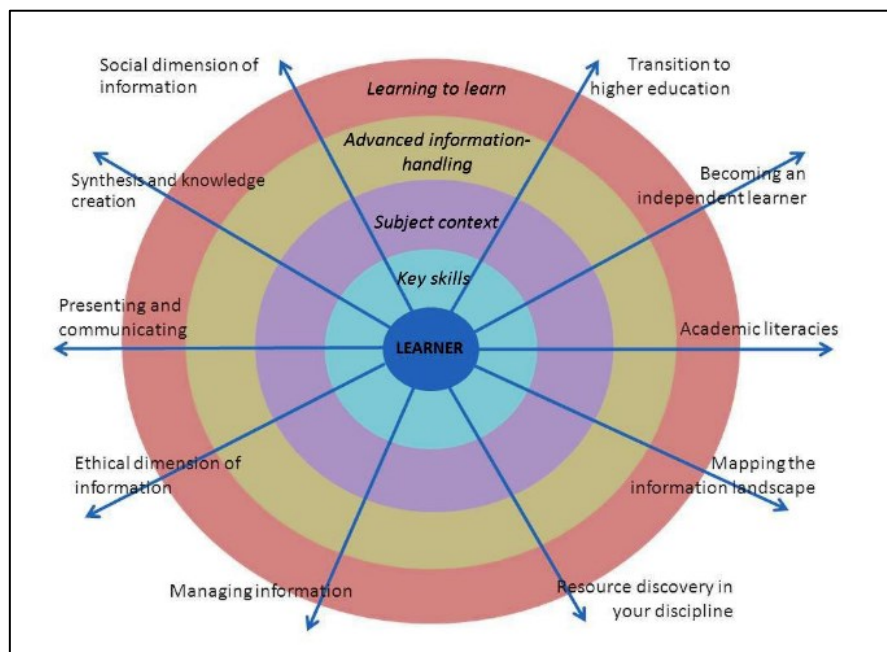 Social dimension of
information
Transition to
higher education
Learning to learn
Advanced information-
handling
Synthesis and knowledge
creation
Becoming an
independent learner
Subject context
Key skills
Presenting and
communicating
LEARNER
Academic literacies
Ethical dimension of
information
Mapping the
information landscape
Managing information
Resource discovery in
your discipline